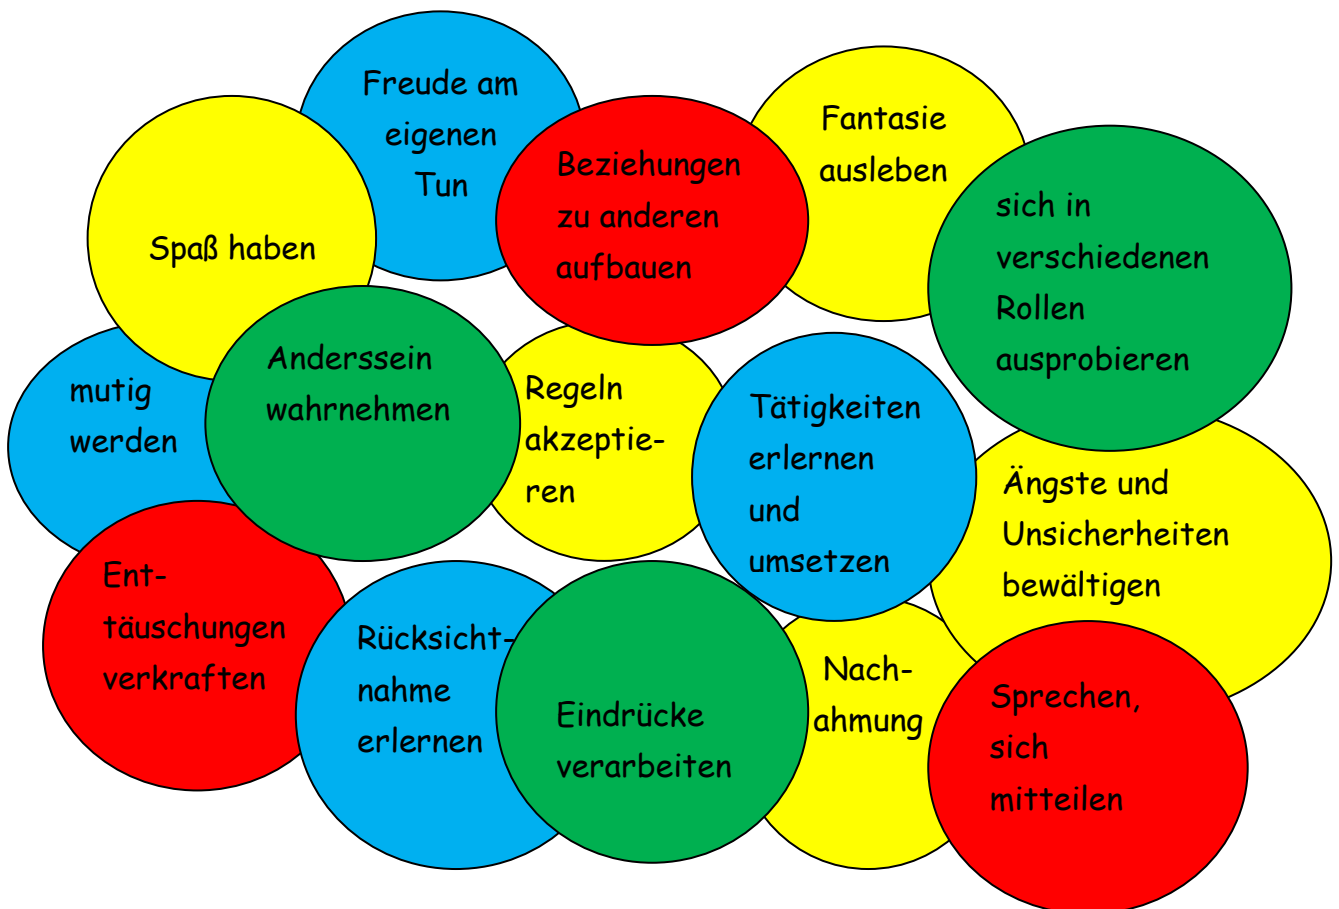 Freude am
eigenen
Tun
Fantasie
ausleben
Beziehungen
zu anderen
aufbauen
sich in
verschiedenen
Rollen
ausprobieren
Spaß haben
mutig
werden
Anderssein
wahrnehmen
Regeln
akzeptie-
ren
Tätigkeiten
erlernen
und
umsetzen
Ängste und
Unsicherheiten
bewältigen
Ent-
täuschungen
verkraften
Rücksicht-
nahme
erlernen
Eindrücke
verarbeiten
Nach-
ahmung
Sprechen,
sich
mitteilen